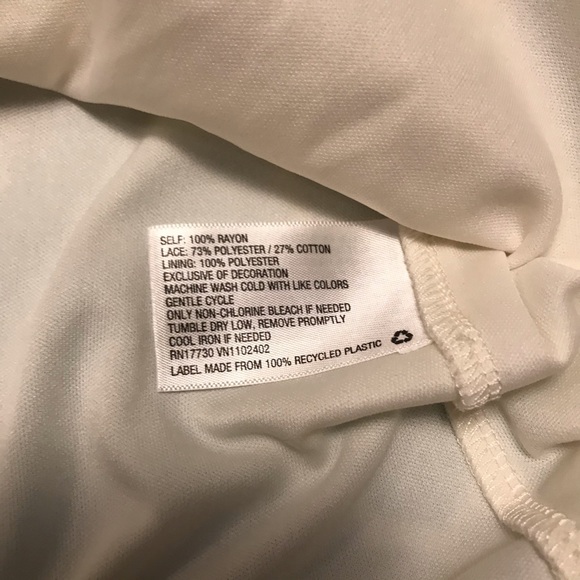 SELF: 100% RAYON
LACE: 73% POLYESTER / 27% COTTON
LINING: 100% POLYESTER
EXCLUSIVE OF DECORATION
MACHINE WASH COLD WITH LIKE COLORS
GENTLE CYCLE
ONLY NON-CHLORINE BLEACH IF NEEDED
TUMBLE DRY LOW, REMOVE PROMPTLY
COOL IRON IF NEEDED
RN17730 VN1102402
LABEL MADE FROM 100% RECYCLED PLASTIC